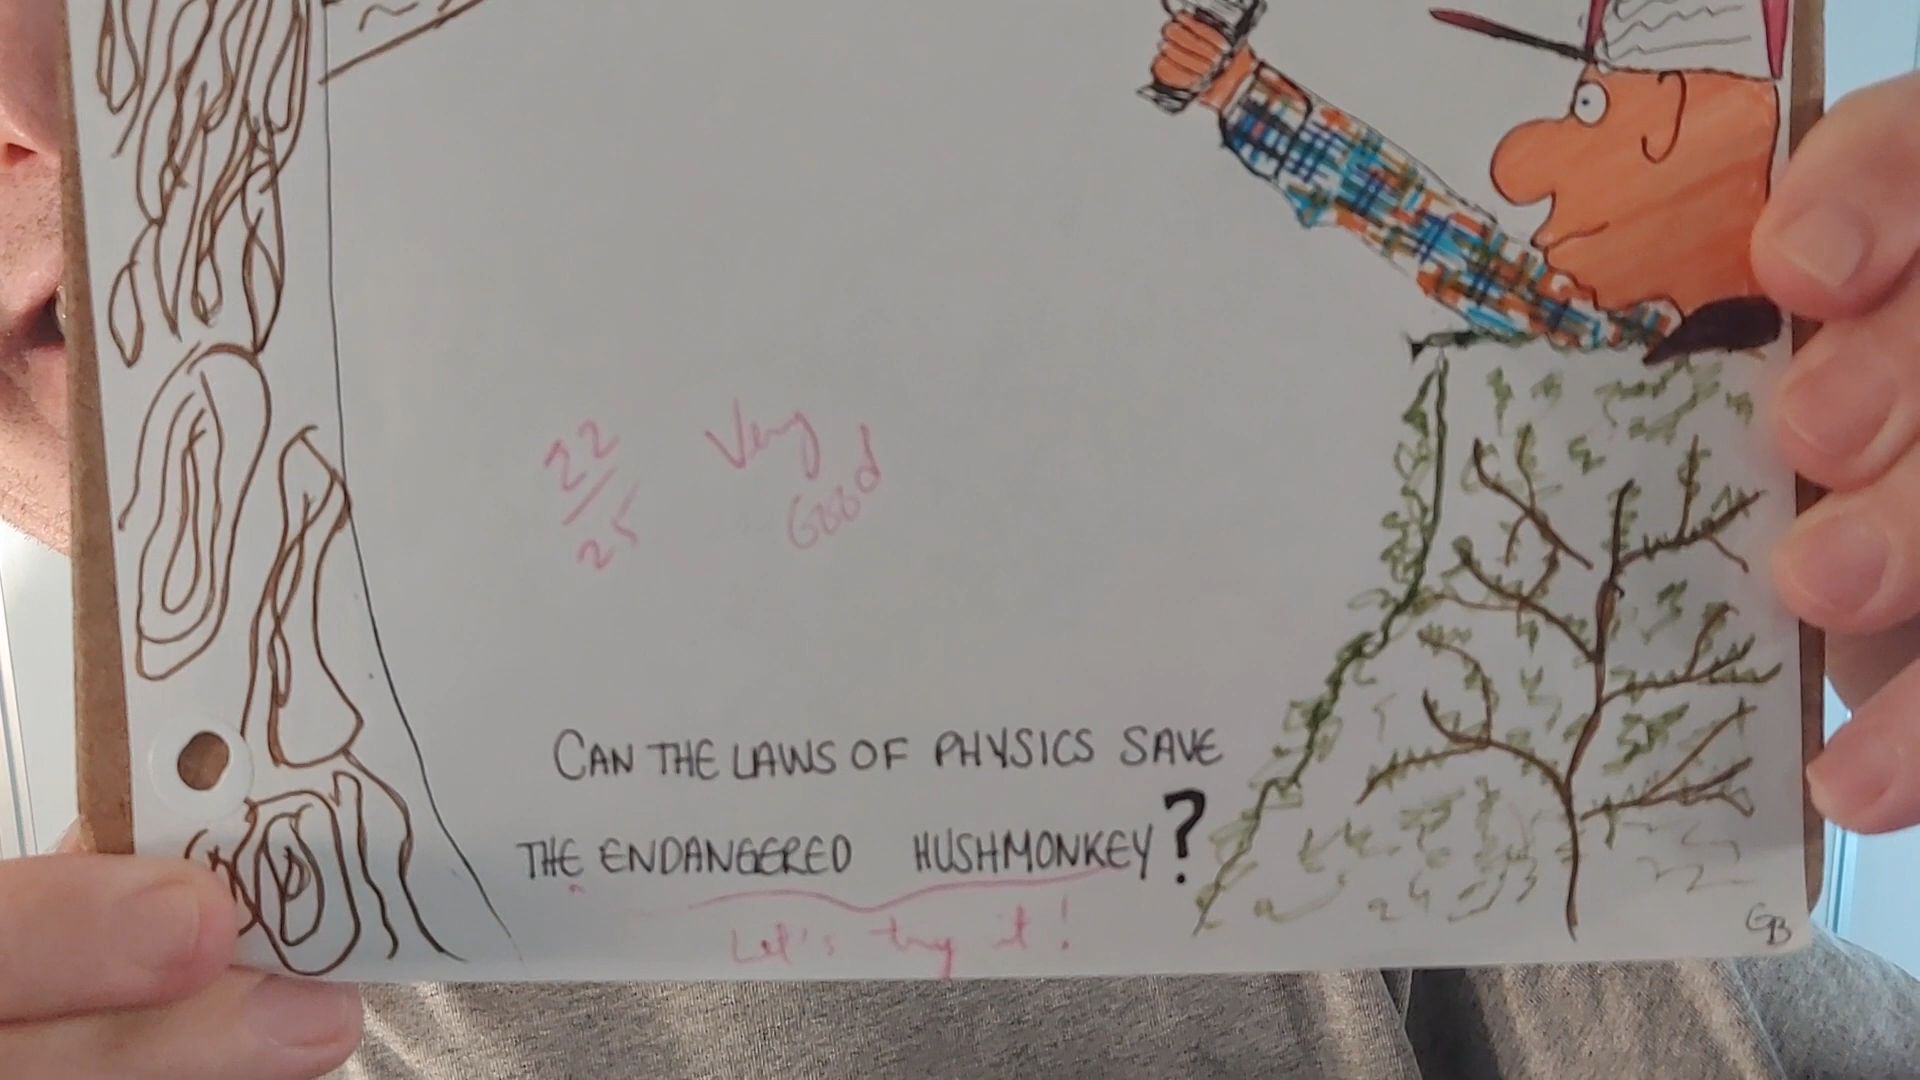 22
25
Very
Good
CAN THE LAWS OF PHYSICS SAVE
THE ENDANGERED HUSHMONKEY?
Let's try it!
GB